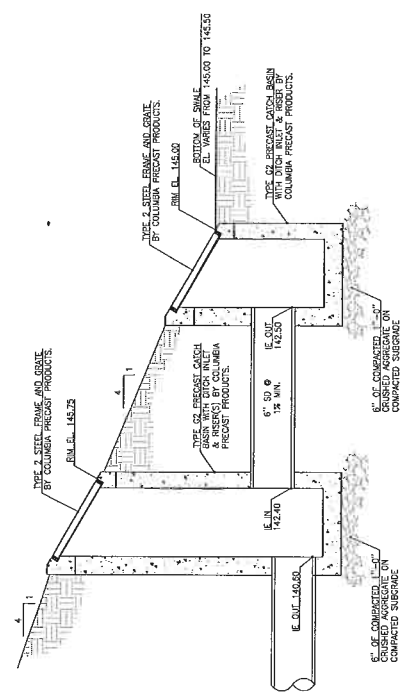 TYPE 2 STEEL FRAME AND GRATE
BY COLUMBIA PRECAST PRODUCTS.
RIM EL. 145.75
4
1
TYPE 2 STEEL FRAME AND GRATE
BY COLUMBIA PRECAST PRODUCTS.
RIM EL 145.00
BOTTOM OF SWALE
EL VARIES FROM 145.00 TO 145.50
4
1
TYPE G2 PRECAST CATCH
BASIN WITH DITCH INLET
& RISER(S) BY COLUMBIA
PRECAST PRODUCTS.
TYPE G2 PRECAST CATCH BASIN
WITH DITCH INLET & RISER BY
COLUMBIA PRECAST PRODUCTS.
IE OUT 140.60
IE IN
142.40
6" SD @
1% MIN.
IE OUT
142.50
6" OF COMPACTED 1"-0"
CRUSHED AGGREGATE ON
COMPACTED SUBGRADE
6" OF COMPACTED 1"-0"
CRUSHED AGGREGATE ON
COMPACTED SUBGRADE